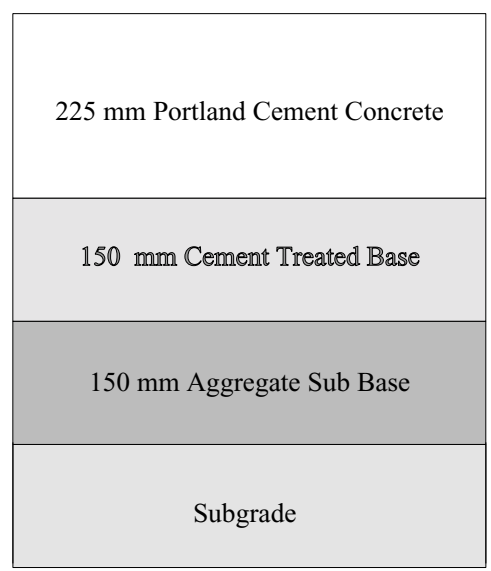 225 mm Portland Cement Concrete
150 mm Cement Treated Base
150 mm Aggregate Sub Base
Subgrade